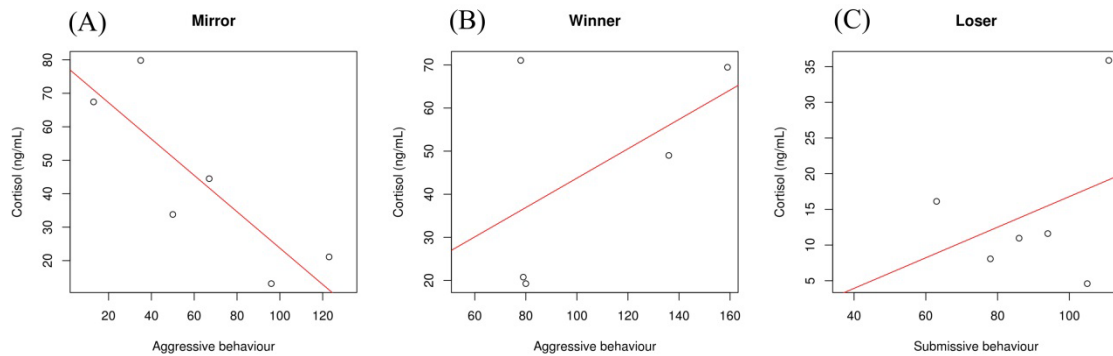 (A) Mirror
Cortisol (ng/mL)
80
70
60
50
40
30
20
0 20 40 60 80 100 120
Aggressive behaviour
(B) Winner
Cortisol (ng/mL)
70
60
50
40
30
20
60 80 100 120 140 160
Aggressive behaviour
(C) Loser
Cortisol (ng/mL)
35
30
25
20
15
10
5
40 60 80 100
Submissive behaviour